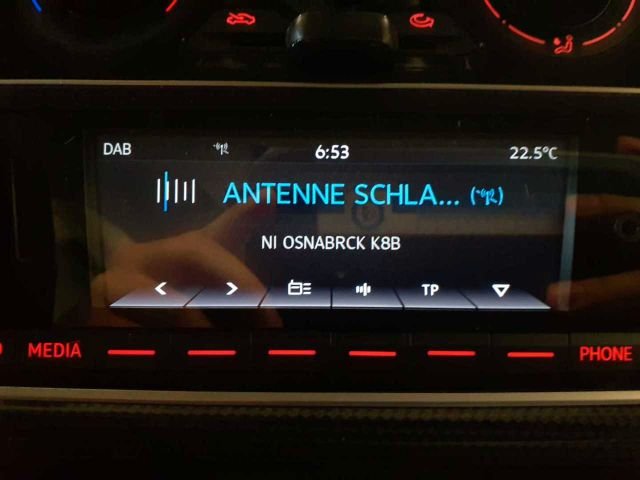 DAB 6:53 22.5°C
ANTENNE SCHLA...
NI OSNABRCK K8B
TP
MEDIA PHONE